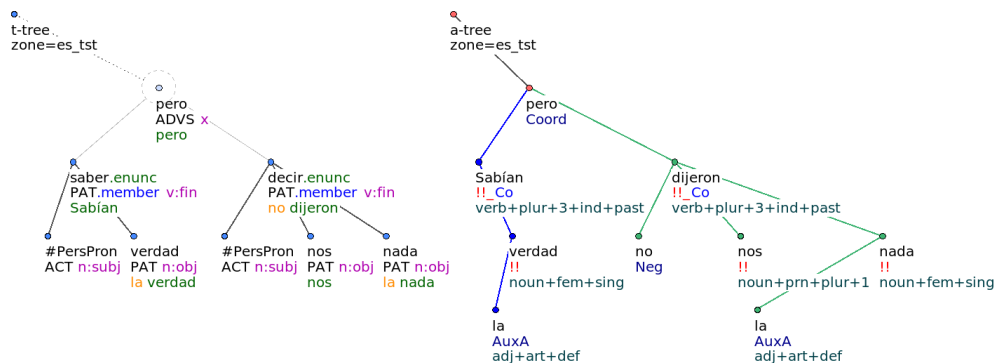 t-tree
zone=es_tst
pero
ADVS x
pero
saber.enunc
PAT.member v:fin
Sabían
decir.enunc
PAT.member v:fin
no dijeron
#PersPron
ACT n:subj
verdad
PAT n:obj
la verdad
#PersPron
ACT n:subj
nos
PAT n:obj
nos
nada
PAT n:obj
la nada
a-tree
zone=es_tst
pero
Coord
Sabían
!!_Co
verb+plur+3+ind+past
dijeron
!!_Co
verb+plur+3+ind+past
verdad
!!
noun+fem+sing
no
Neg
nos
!!
noun+prn+plur+1
nada
!!
noun+fem+sing
la
AuxA
adj+art+def
la
AuxA
adj+art+def